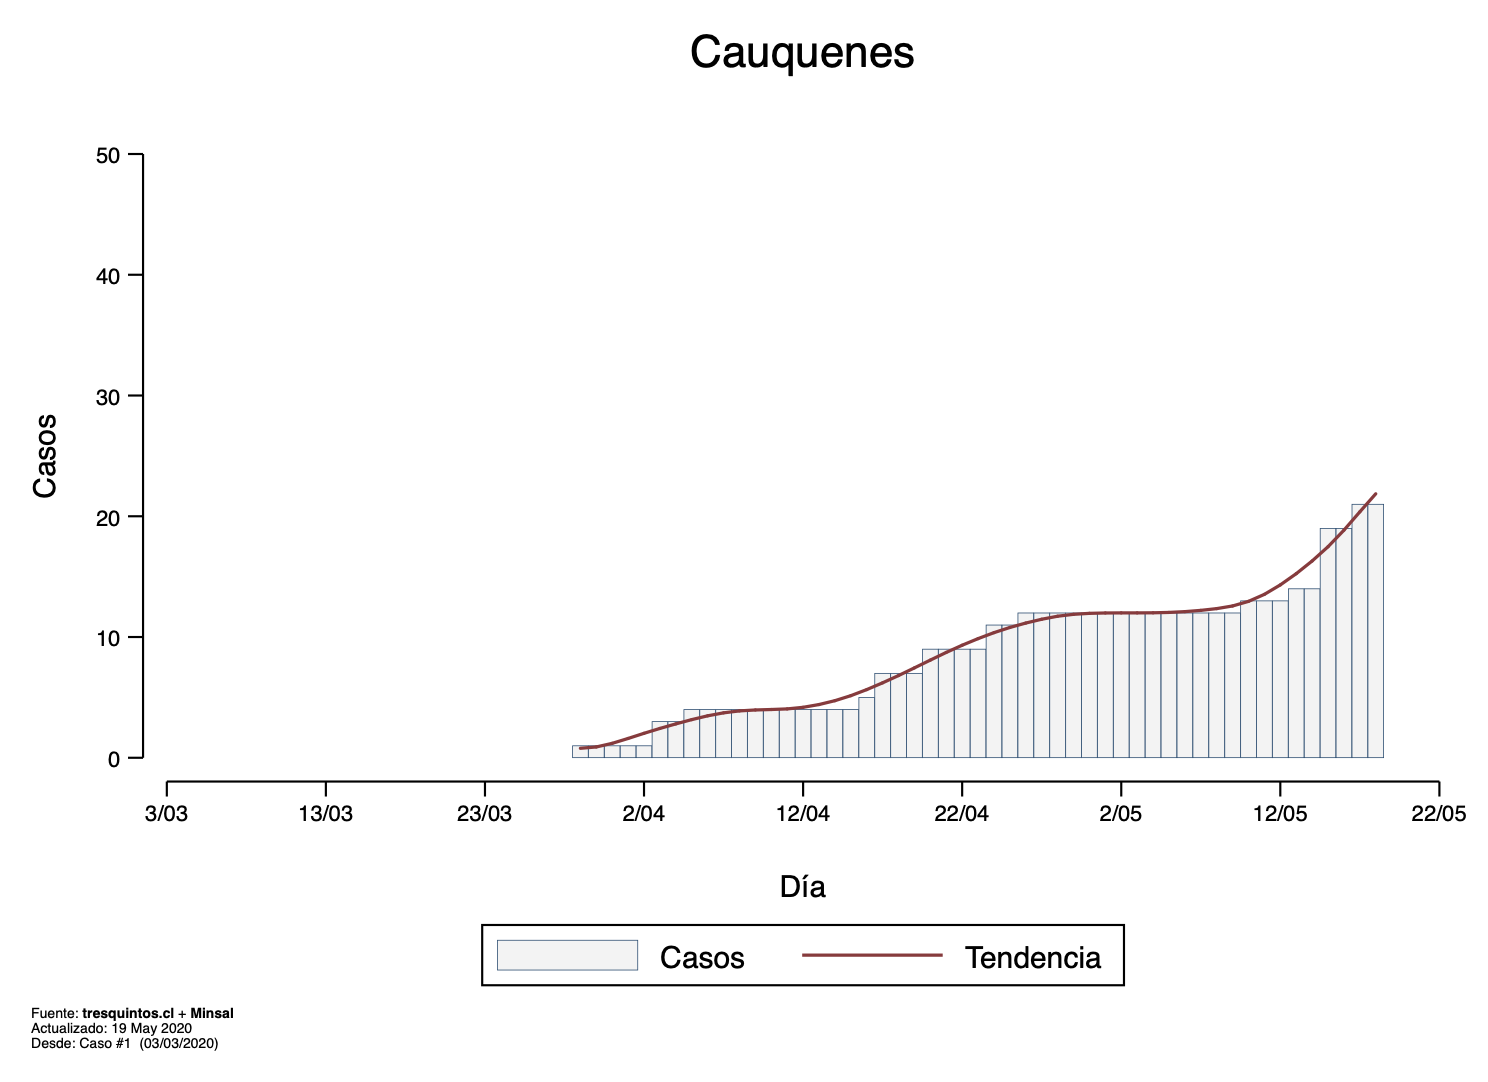 Cauquenes
50
40
30
20
10
0
Casos
3/03 13/03 23/03 2/04 12/04 22/04 2/05 12/05 22/05
Día
Casos Tendencia
Fuente: tresquintos.cl + Minsal
Actualizado: 19 May 2020
Desde: Caso #1 (03/03/2020)